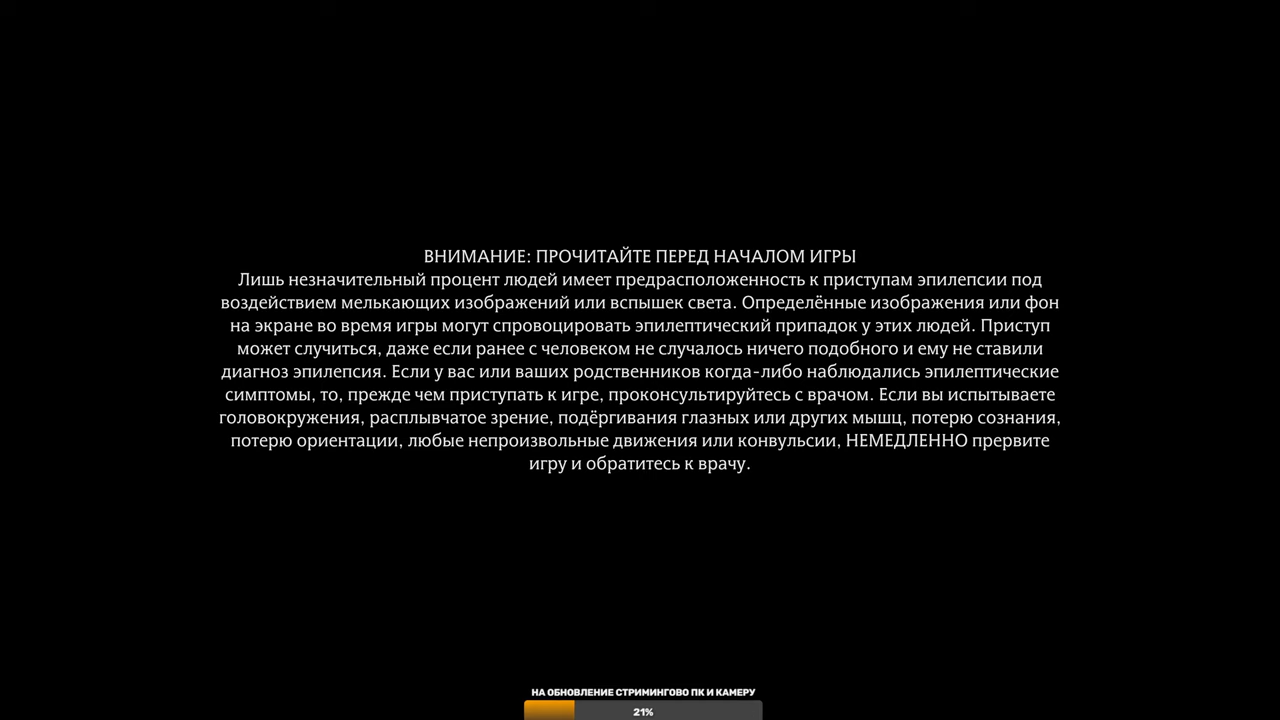 ВНИМАНИЕ: ПРОЧИТАЙТЕ ПЕРЕД НАЧАЛОМ ИГРЫ
Лишь незначительный процент людей имеет предрасположенность к приступам эпилепсии под
воздействием мелькающих изображений или вспышек света. Определённые изображения или фон
на экране во время игры могут спровоцировать эпилептический припадок у этих людей. Приступ
может случиться, даже если ранее с человеком не случалось ничего подобного и ему не ставили
диагноз эпилепсия. Если у вас или ваших родственников когда-либо наблюдались эпилептические
симптомы, то, прежде чем приступать к игре, проконсультируйтесь с врачом. Если вы испытываете
головокружения, расплывчатое зрение, подёргивания глазных или других мышц, потерю сознания,
потерю ориентации, любые непроизвольные движения или конвульсии, НЕМЕДЛЕННО прервите
игру и обратитесь к врачу.
НА ОБНОВЛЕНИЕ СТРИМИНГОВО ПК И КАМЕРУ
21%